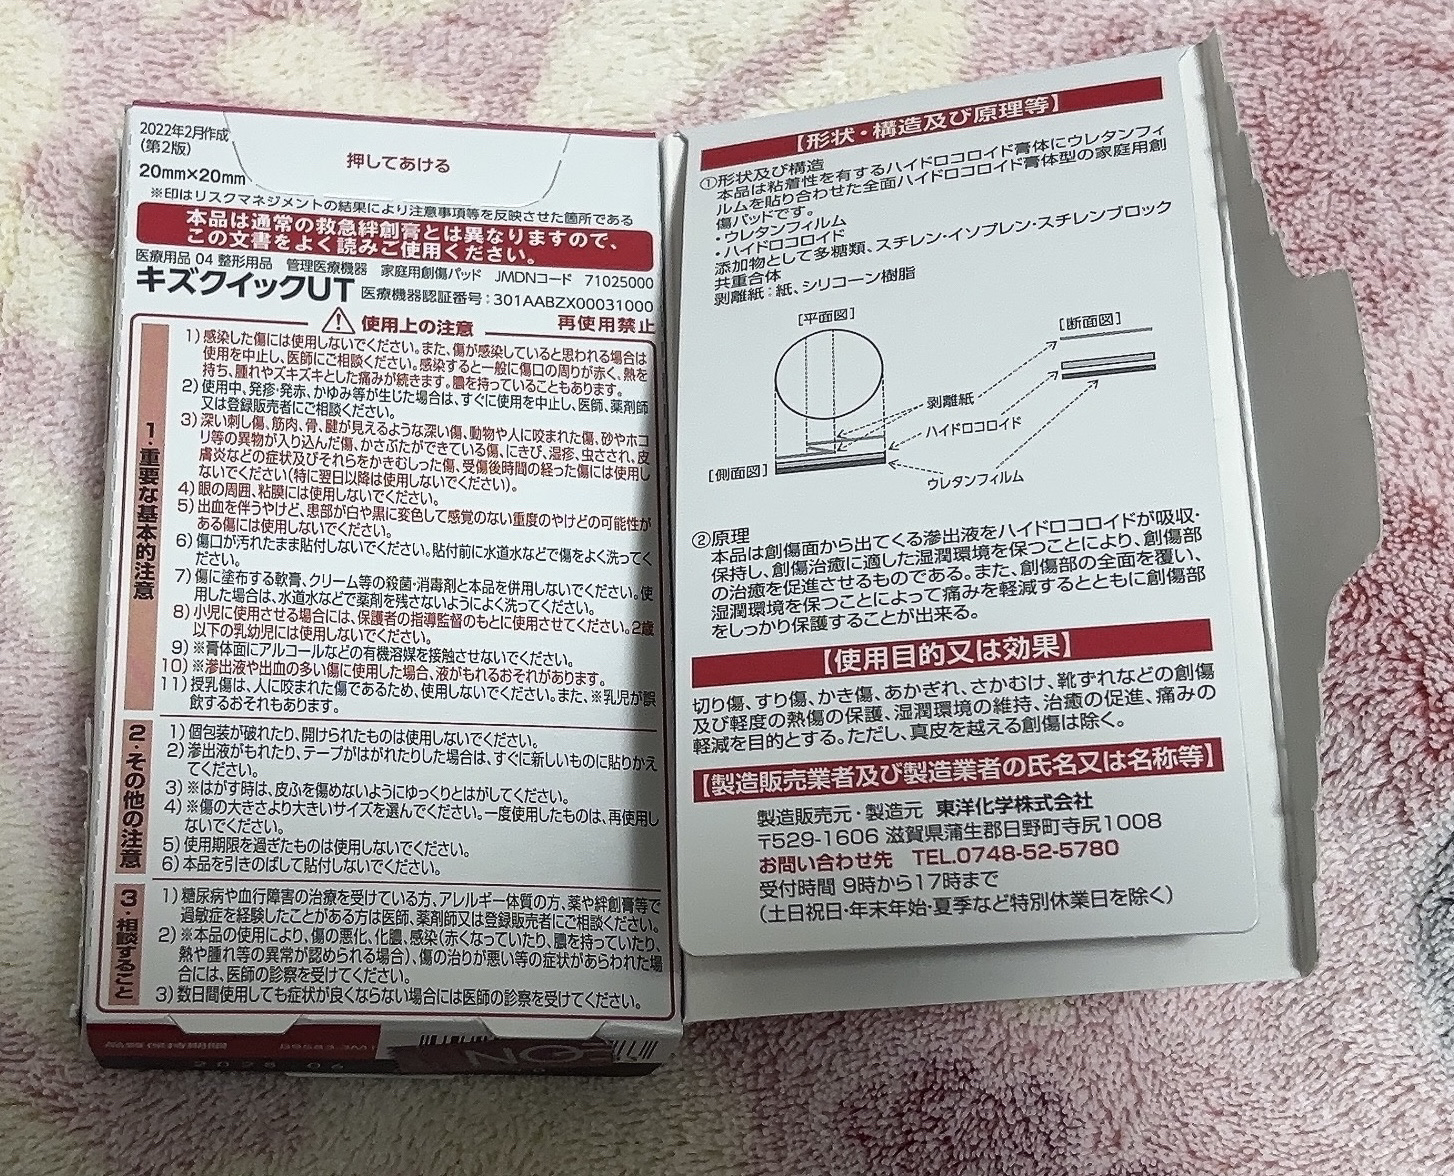 2022年2月作成
(第2版)
押してあける
20mm×20mm
※印はリスクマネジメントの結果により注意事項等を反映させた箇所である
本品は通常の救急絆創膏とは異なりますので、
この文書をよく読みご使用ください。
医療用品 04 整形用品 管理医療機器 家庭用創傷パッド JMDNコード 71025000
キズクイックUT 医療機器認証番号:301AABZX00031000
使用上の注意 再使用禁止
1・重要な基本的注意
1)感染した傷には使用しないでください。また、傷が感染していると思われる場合は
使用を中止し、医師にご相談ください。感染すると一般に傷口の周りが赤く、熱を
持ち、腫れやズキズキとした痛みが続きます。膿を持っていることもあります。
2)使用中、発疹・発赤、かゆみ等が生じた場合は、すぐに使用を中止し、医師、薬剤師
又は登録販売者にご相談ください。
3)深い刺し傷、筋肉、骨、腱が見えるような深い傷、動物や人に咬まれた傷、砂やホコ
リ等の異物が入り込んだ傷、かさぶたができている傷、にきび、湿疹、虫さされ、皮
膚炎などの症状及びそれらをかきむしった傷、受傷後時間の経った傷には使用し
ないでください(特に翌日以降は使用しないでください)。
4)眼の周囲、粘膜には使用しないでください。
5)出血を伴うやけど、患部が白や黒に変色して感覚のない重度のやけどの可能性が
ある傷には使用しないでください。
6)傷口が汚れたまま貼付しないでください。貼付前に水道水などで傷をよく洗ってく
ださい。
7)傷に塗布する軟膏、クリーム等の殺菌・消毒剤と本品を併用しないでください。使
用した場合は、水道水などで薬剤を残さないようによく洗ってください。
8)小児に使用させる場合には、保護者の指導監督のもとに使用させてください。2歳
以下の乳幼児には使用しないでください。
9)※膏体面にアルコールなどの有機溶媒を接触させないでください。
10)※滲出液や出血の多い傷に使用した場合、液がもれるおそれがあります。
11)授乳傷は、人に咬まれた傷であるため、使用しないでください。また、※乳児が誤
飲するおそれもあります。
2・その他の注意
1)個包装が破れたり、開けられたものは使用しないでください。
2)滲出液がもれたり、テープがはがれたりした場合は、すぐに新しいものに貼りかえ
てください。
3)※はがす時は、皮ふを傷めないようにゆっくりとはがしてください。
4)※傷の大きさより大きいサイズを選んでください。一度使用したものは、再使用し
ないでください。
5)使用期限を過ぎたものは使用しないでください。
6)本品を引きのばして貼付しないでください。
3・相談すること
1)糖尿病や血行障害の治療を受けている方、アレルギー体質の方、薬や絆創膏等で
過敏症を経験したことがある方は医師、薬剤師又は登録販売者にご相談ください。
2)※本品の使用により、傷の悪化、化膿、感染(赤くなっていたり、膿を持っていたり、
熱や腫れ等の異常が認められる場合)、傷の治りが悪い等の症状があらわれた場
合には、医師の診察を受けてください。
3)数日間使用しても症状が良くならない場合には医師の診察を受けてください。
品質保持期限
【形状・構造及び原理等】
①形状及び構造
本品は粘着性を有するハイドロコロイド膏体にウレタンフィ
ルムを貼り合わせた全面ハイドロコロイド膏体型の家庭用創
傷パッドです。
・ウレタンフィルム
・ハイドロコロイド
添加物として多糖類、スチレン・イソプレン・スチレンブロック
共重合体
剥離紙:紙、シリコーン樹脂
[平面図]
[断面図]
剥離紙
ハイドロコロイド
[側面図]
ウレタンフィルム
②原理
本品は創傷面から出てくる滲出液をハイドロコロイドが吸収・
保持し、創傷治癒に適した湿潤環境を保つことにより、創傷部
の治癒を促進させるものである。また、創傷部の全面を覆い、
湿潤環境を保つことによって痛みを軽減するとともに創傷部
をしっかり保護することが出来る。
【使用目的又は効果】
切り傷、すり傷、かき傷、あかぎれ、さかむけ、靴ずれなどの創傷
及び軽度の熱傷の保護、湿潤環境の維持、治癒の促進、痛みの
軽減を目的とする。ただし、真皮を越える創傷は除く。
【製造販売業者及び製造業者の氏名又は名称等】
製造販売元・製造元 東洋化学株式会社
〒529-1606 滋賀県蒲生郡日野町寺尻1008
お問い合わせ先 TEL.0748-52-5780
受付時間 9時から17時まで
(土日祝日・年末年始・夏季など特別休業日を除く)